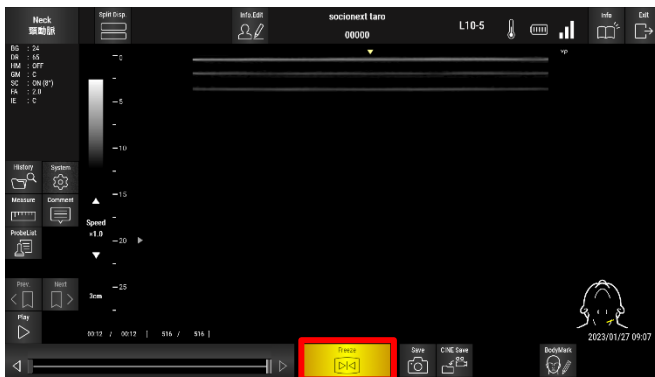 Neck
頸動脈
Split Disp.
Info.Edit
socionext taro
00000
L10-5
Info
Exit
BG : 24
DR : 65
HM : OFF
GM : C
SC : ON (8°)
FA : 2.0
IE : C
0
5
10
15
20
25
History
System
Measure
Comment
ProbeList
Speed
×1.0
3cm
Prev.
Next
Play
00:12 / 00:12 | 516 / 516 |
2023/01/27 09:07
Freeze
Save
CINE Save
BodyMark